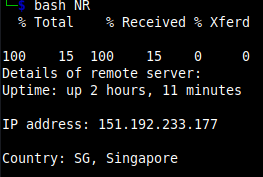 └─$ bash NR
% Total % Received % Xferd
100 15 100 15 0 0
Details of remote server:
Uptime: up 2 hours, 11 minutes
IP address: 151.192.233.177
Country: SG, Singapore